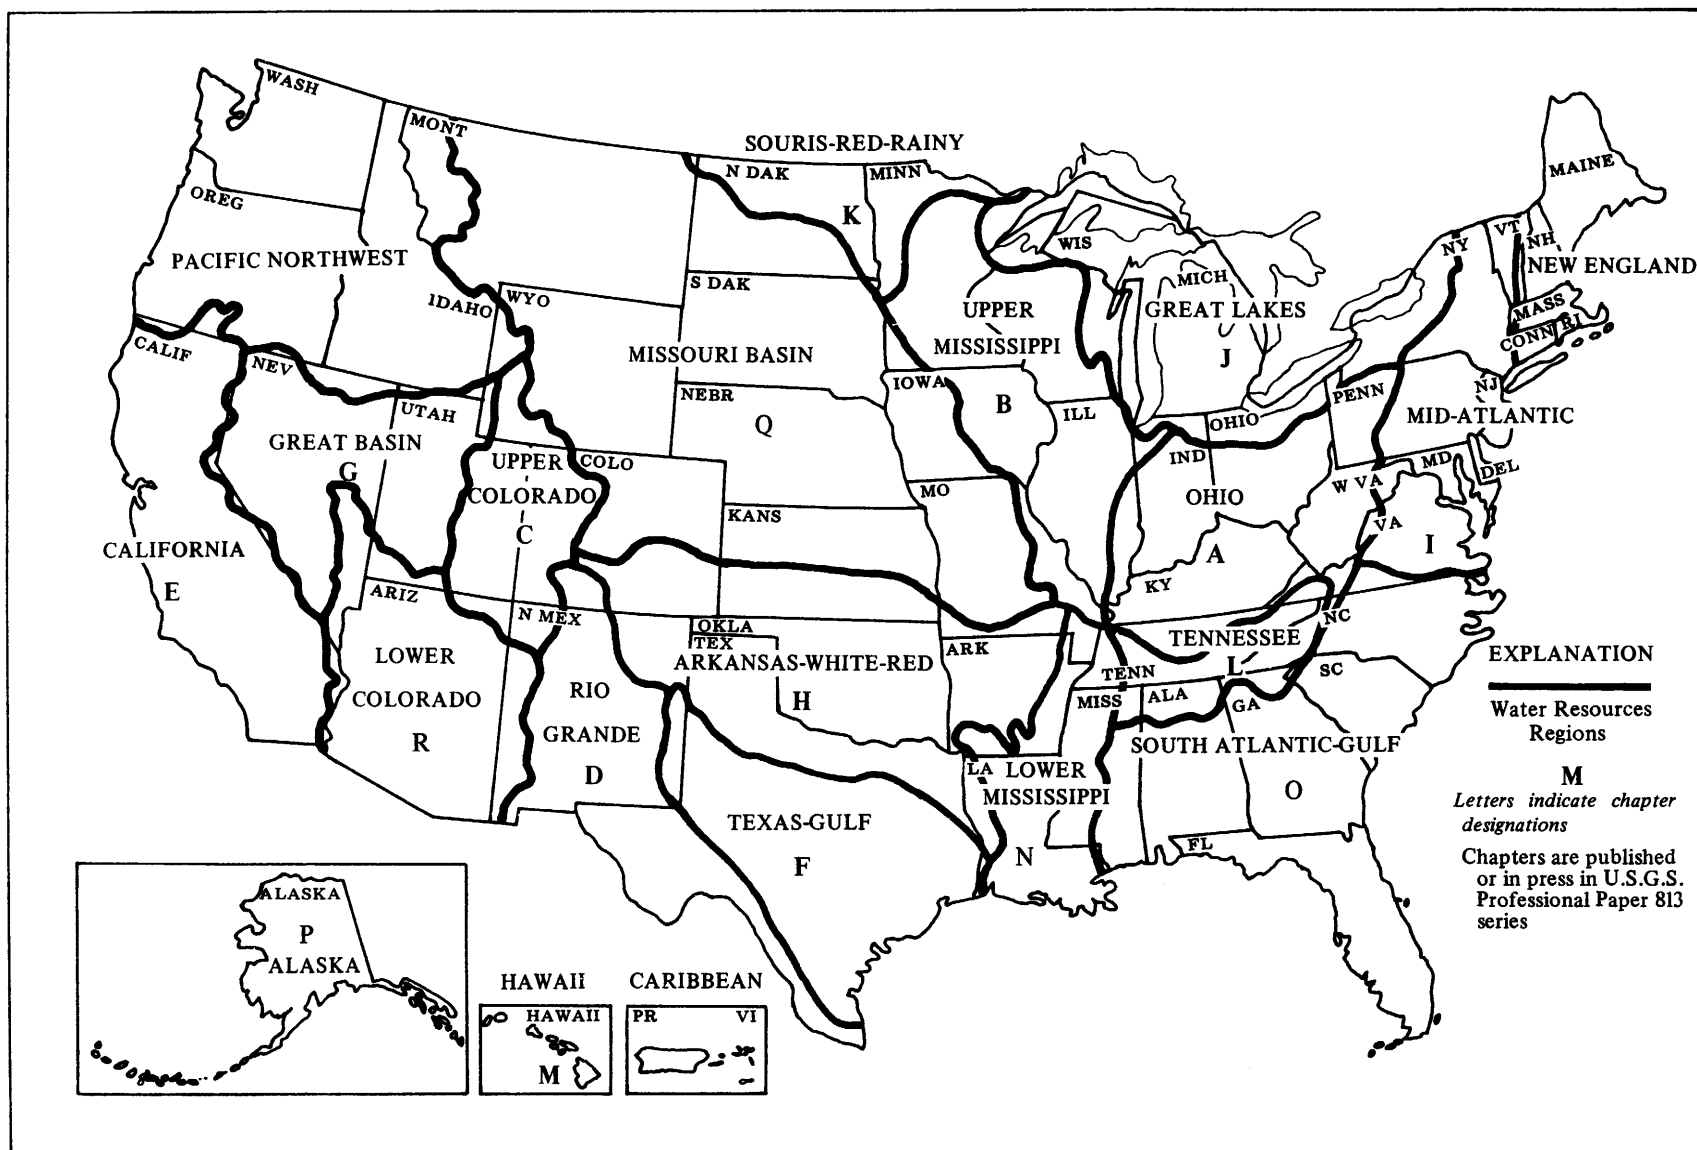 WASH
MONT
SOURIS-RED-RAINY
N DAK
MINN
MAINE
OREG
K
WIS
NY
VT
NH
PACIFIC NORTHWEST
NEW ENGLAND
IDAHO
WYO
S DAK
MICH
UPPER
MISSISSIPPI
GREAT LAKES
J
MASS
CONN
RI
CALIF
NEV
MISSOURI BASIN
IOWA
UTAH
NEBR
B
ILL
OHIO
PENN
NJ
MID-ATLANTIC
GREAT BASIN
G
Q
UPPER
COLORADO
C
COLO
IND
MD
DEL
W VA
MO
OHIO
KANS
VA
CALIFORNIA
E
A
I
KY
ARIZ
N MEX
OKLA
TEX
NC
TENNESSEE
L
LOWER
COLORADO
R
ARKANSAS-WHITE-RED
H
ARK
TENN
SC
RIO
GRANDE
D
MISS
ALA
GA
SOUTH ATLANTIC-GULF
O
LA
LOWER
MISSISSIPPI
N
TEXAS-GULF
F
FL
EXPLANATION
Water Resources
Regions
M
Letters indicate chapter
designations
Chapters are published
or in press in U.S.G.S.
Professional Paper 813
series
ALASKA
P
ALASKA
HAWAII
HAWAII
M
CARIBBEAN
PR
VI